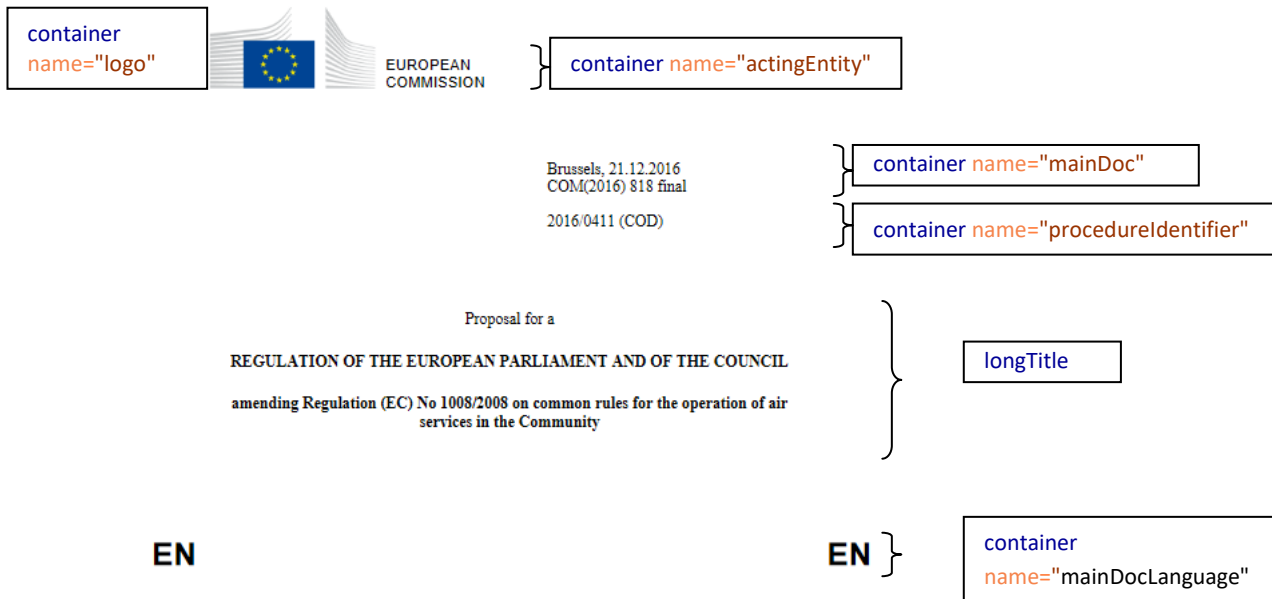 container
name="logo"
EUROPEAN
COMMISSION
container name="actingEntity"
Brussels, 21.12.2016
COM(2016) 818 final
container name="mainDoc"
2016/0411 (COD)
container name="procedureIdentifier"
Proposal for a
REGULATION OF THE EUROPEAN PARLIAMENT AND OF THE COUNCIL
amending Regulation (EC) No 1008/2008 on common rules for the operation of air
services in the Community
longTitle
EN
EN
container
name="mainDocLanguage"